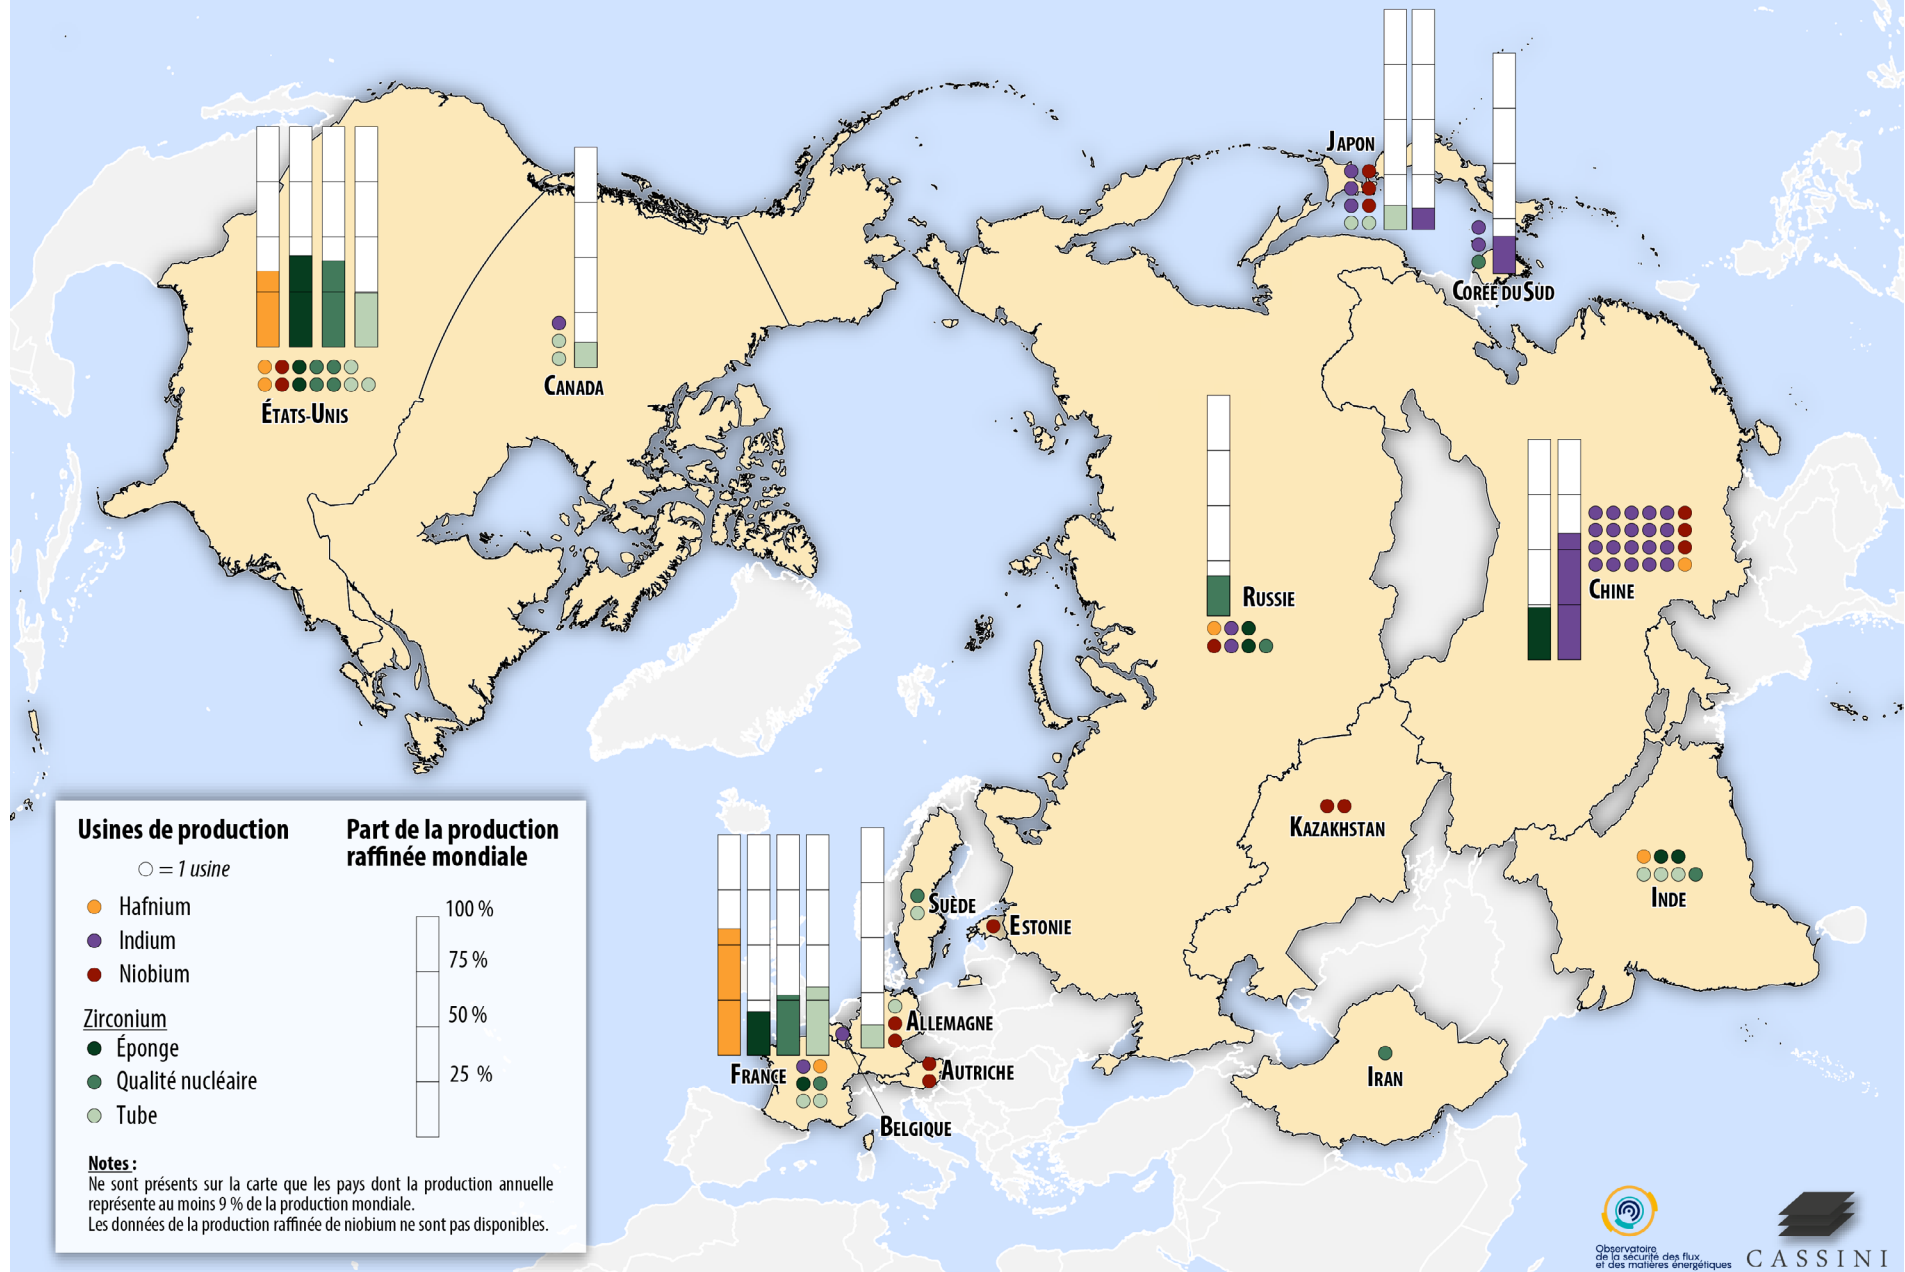 Japon
Corée du Sud
Canada
États-Unis
Russie
Chine
Kazakhstan
Inde
Suède
Estonie
Allemagne
France
Autriche
Iran
Belgique
Usines de production
= 1 usine
Hafnium
Indium
Niobium
Zirconium
Éponge
Qualité nucléaire
Tube
Part de la production
raffinée mondiale
100 %
75 %
50 %
25 %
Notes :
Ne sont présents sur la carte que les pays dont la production annuelle
représente au moins 9 % de la production mondiale.
Les données de la production raffinée de niobium ne sont pas disponibles.
Observatoire
de la sécurité des flux
et des matières énergétiques
CASSINI